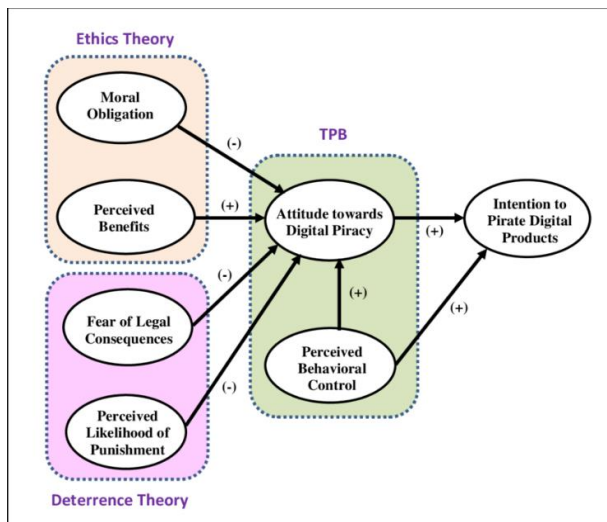 Ethics Theory
Moral
Obligation
(-)
TPB
Perceived
Benefits
(+)
Attitude towards
Digital Piracy
(+)
Intention to
Pirate Digital
Products
(-)
Fear of Legal
Consequences
(+)
(+)
Perceived
Behavioral
Control
(-)
Perceived
Likelihood of
Punishment
Deterrence Theory